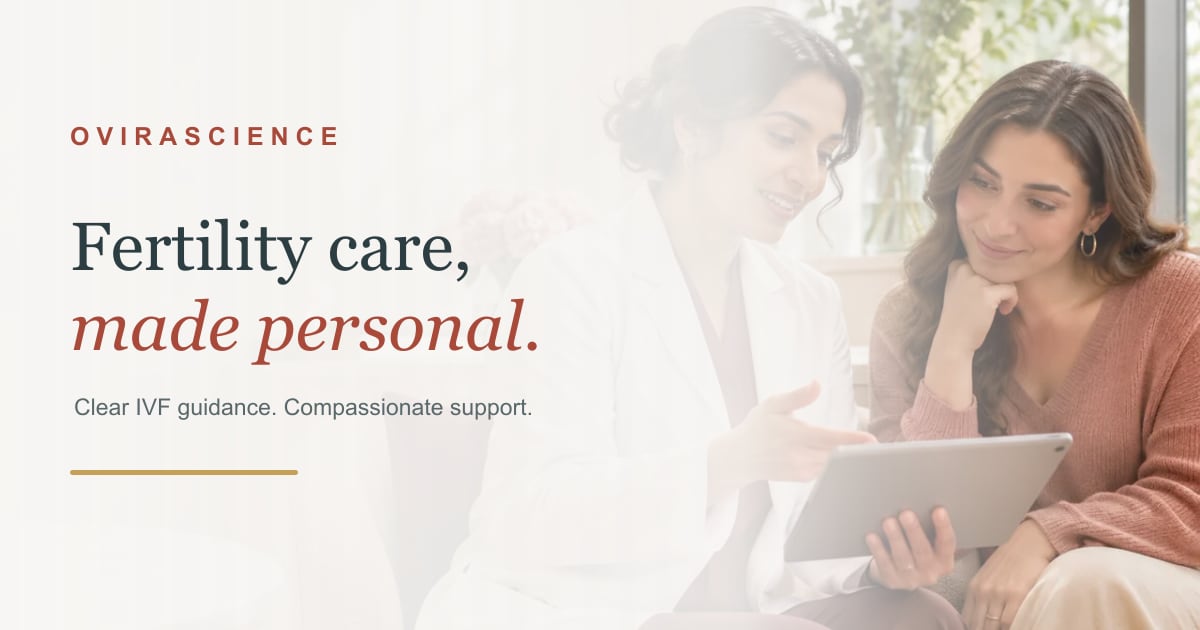 OVIRASCIENCE
Fertility care,
made personal.
Clear IVF guidance. Compassionate support.